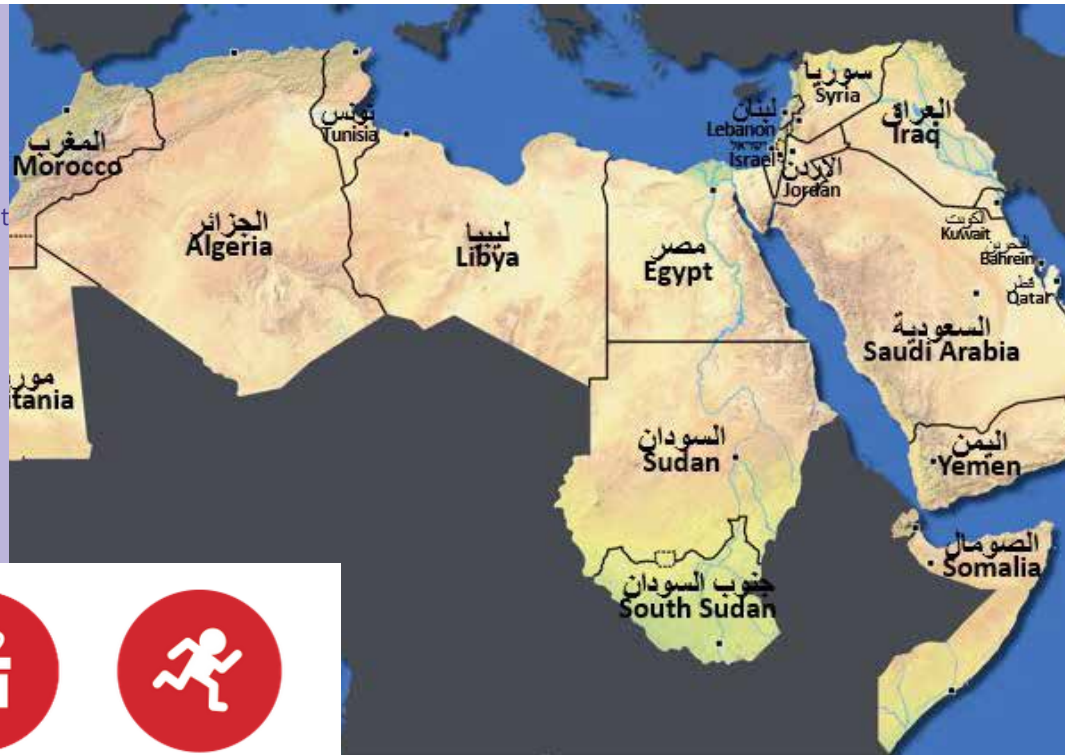 سوريا
Syria
لبنان
Lebanon
العراق
Iraq
تونس
Tunisia
المغرب
Morocco
Israel
الأردن
Jordan
t
الجزائر
Algeria
ليبيا
Libya
مصر
Egypt
الكويت
Kuwait
البحرين
Bahrein
قطر
Qatar
السعودية
Saudi Arabia
موري
itania
السودان
Sudan
اليمن
Yemen
الصومال
Somalia
جنوب السودان
South Sudan